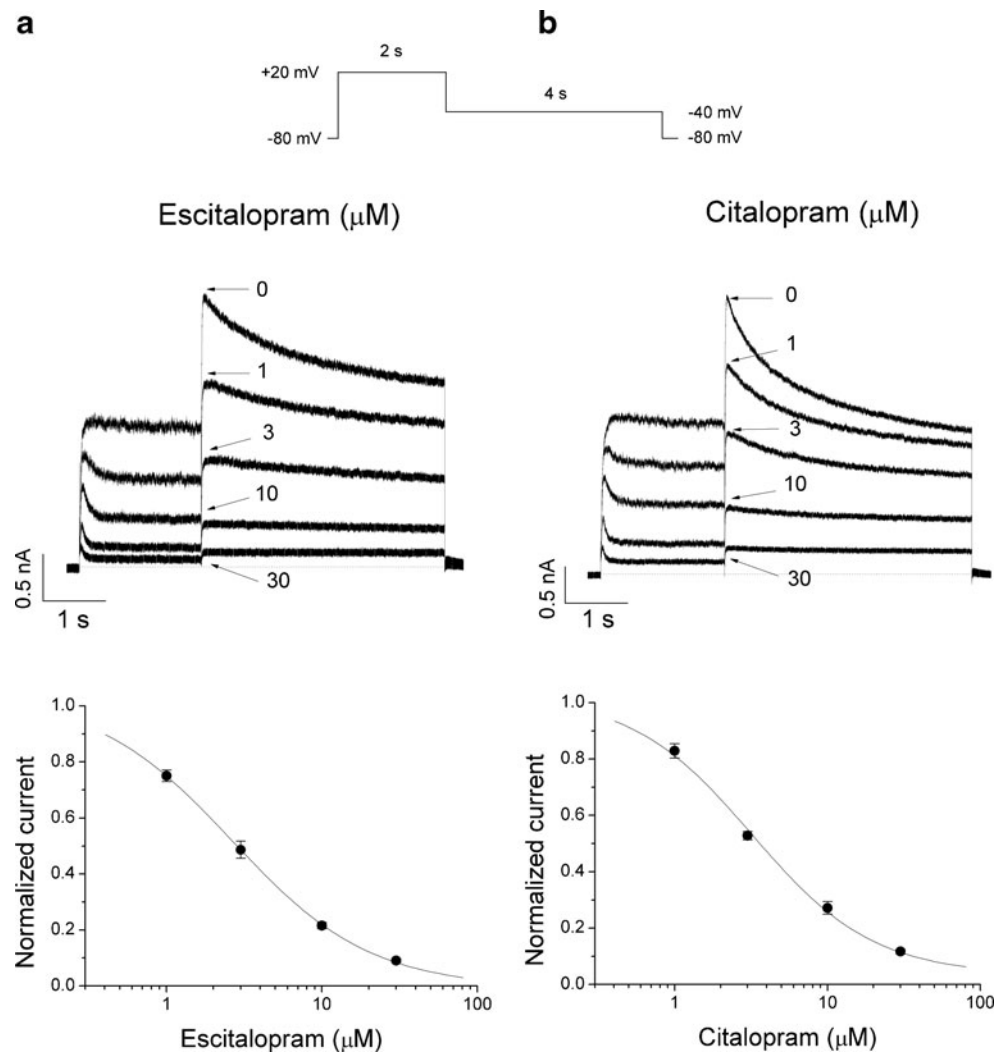 a
b
2 s
+20 mV
4 s
-40 mV
-80 mV
-80 mV
Escitalopram (μM)
0
1
3
10
30
0.5 nA
1 s
Citalopram (μM)
0
1
3
10
30
0.5 nA
1 s
Normalized current
1.0
0.8
0.6
0.4
0.2
0.0
1
10
100
Escitalopram (μM)
Normalized current
1.0
0.8
0.6
0.4
0.2
0.0
1
10
100
Citalopram (μM)